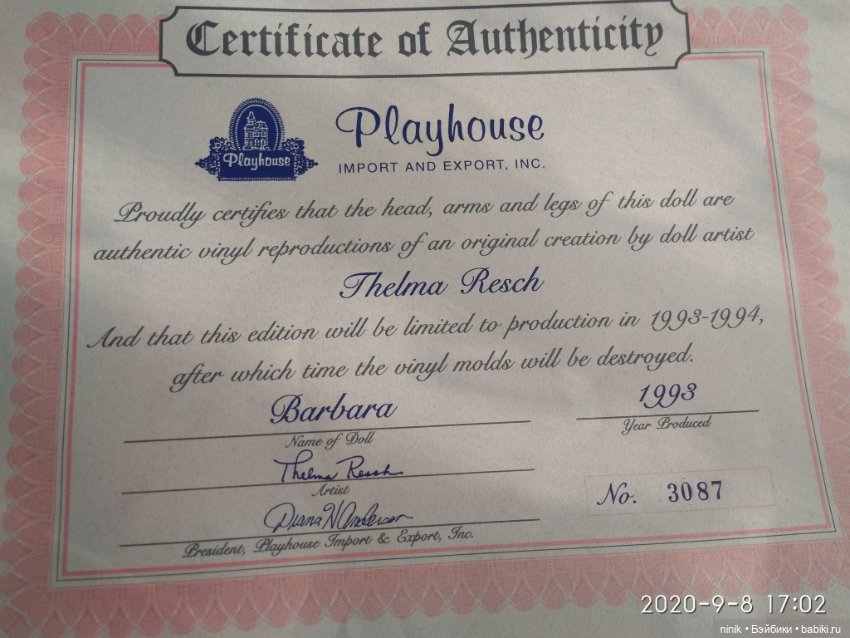 Certificate of Authenticity
Playhouse
Playhouse
IMPORT AND EXPORT, INC.
Proudly certifies that the head, arms and legs of this doll are
authentic vinyl reproductions of an original creation by doll artist
Thelma Resch
And that this edition will be limited to production in 1993-1994,
after which time the vinyl molds will be destroyed.
Barbara
1993
Name of Doll
Year Produced
Thelma Resch
Artist
No. 3087
Diana N Anderson
President, Playhouse Import & Export, Inc.
2020-9-8 17:02
ninik • Бэйбики • babiki.ru